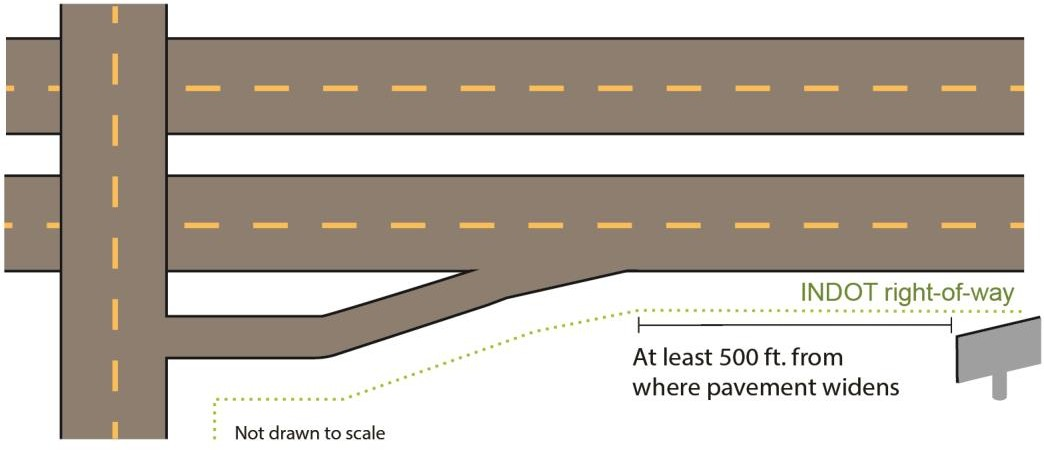 INDOT right-of-way
At least 500 ft. from
where pavement widens
Not drawn to scale